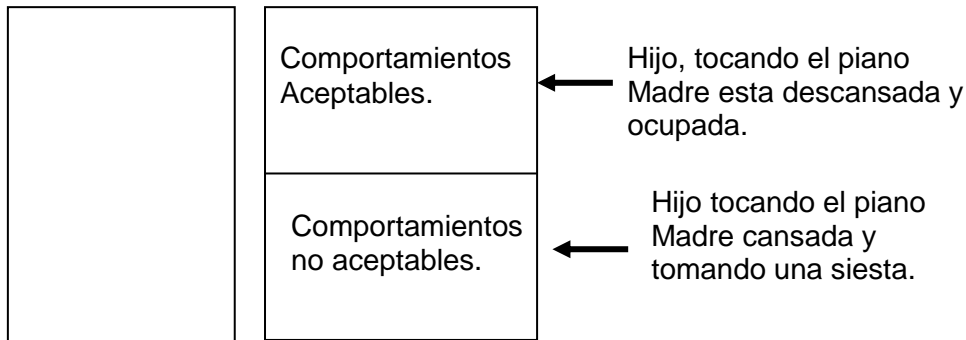 Comportamientos
Aceptables.
Hijo, tocando el piano
Madre esta descansada y
ocupada.
Comportamientos
no aceptables.
Hijo tocando el piano
Madre cansada y
tomando una siesta.